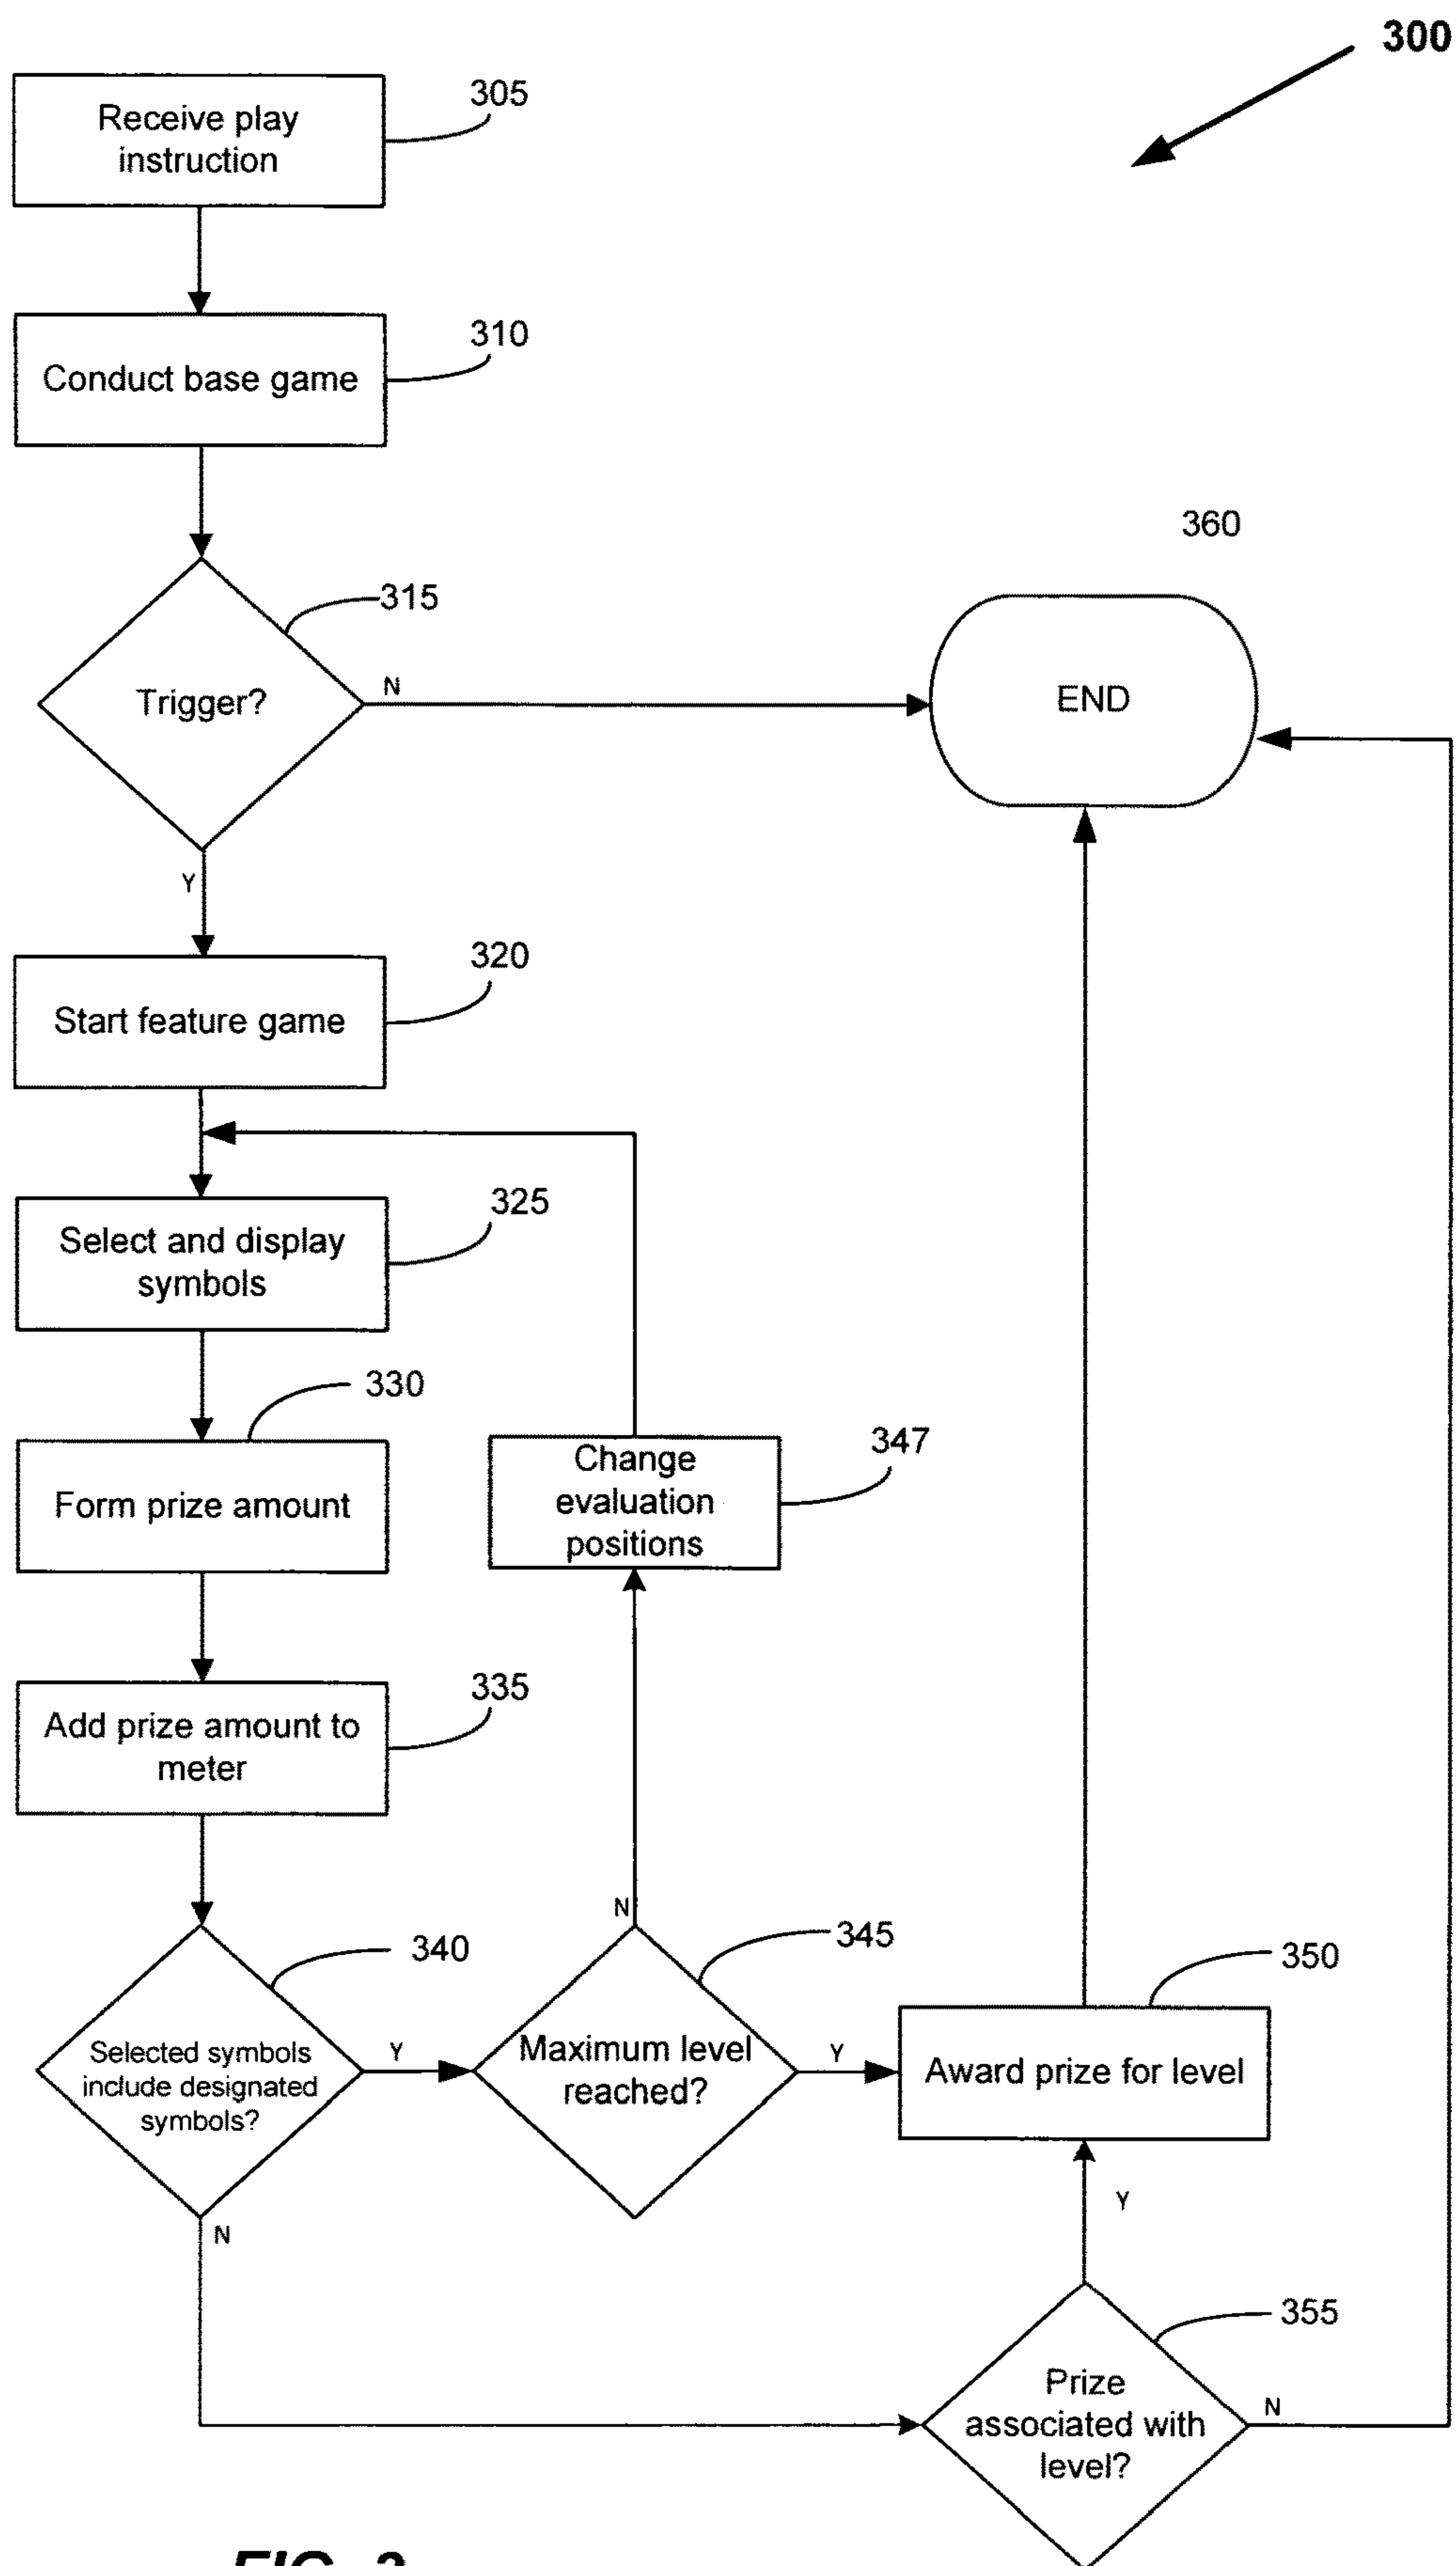 300
Receive play
instruction
305
Conduct base game
310
360
Trigger?
315
N
END
Y
Start feature game
320
Select and display
symbols
325
Form prize amount
330
Change
evaluation
positions
347
Add prize amount to
meter
335
Selected symbols
include designated
symbols?
340
Y
N
N
Maximum level
reached?
345
Y
Award prize for level
350
Y
Prize
associated with
level?
355
N
FIG. 3